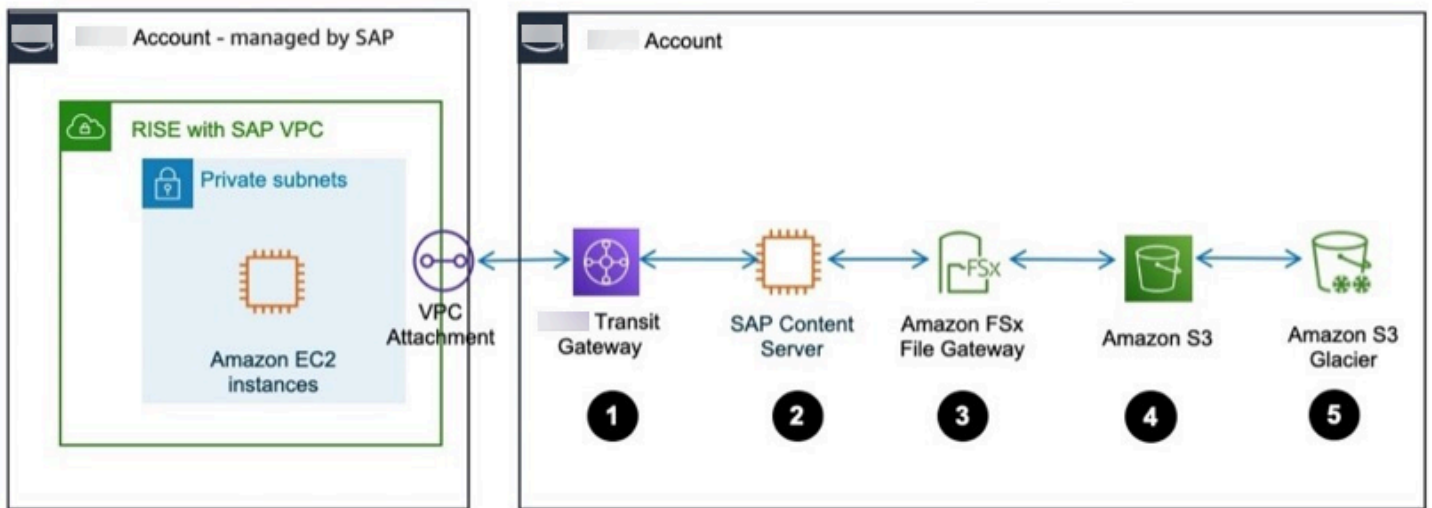 Account - managed by SAP
Account
RISE with SAP VPC
Private subnets
Amazon EC2
instances
VPC
Attachment
Transit
Gateway
SAP Content
Server
Amazon FSx
File Gateway
FSx
Amazon S3
Amazon S3
Glacier
1
2
3
4
5